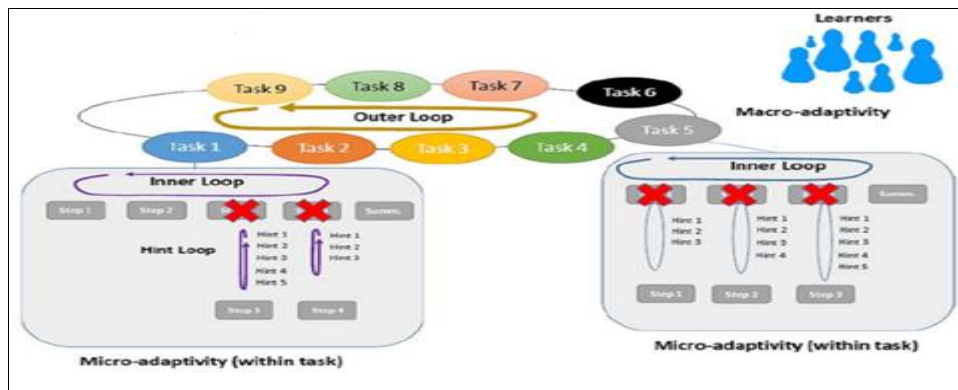 Learners
Macro-adaptivity
Task 9
Task 8
Task 7
Task 6
Outer Loop
Task 5
Task 1
Task 2
Task 3
Task 4
Inner Loop
Step 1
Step 2
Summ.
Hint Loop
Hint 1
Hint 2
Hint 3
Hint 4
Hint 5
Hint 1
Hint 2
Hint 3
Step 3
Step 4
Micro-adaptivity (within task)
Inner Loop
Summ.
Hint 1
Hint 2
Hint 3
Hint 1
Hint 2
Hint 3
Hint 4
Hint 1
Hint 2
Hint 3
Hint 4
Hint 5
Step 1
Step 2
Step 3
Micro-adaptivity (within task)